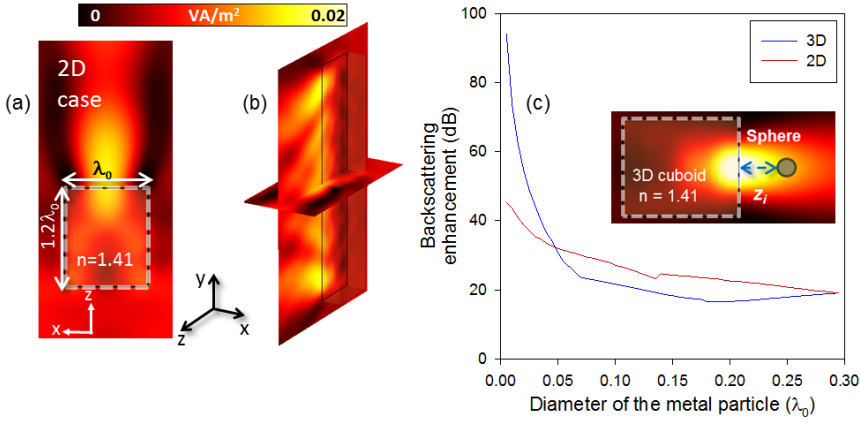 0 VA/m² 0.02
2D
case
(a)
(b)
λ₀
1.2λ₀
n=1.41
z
x
y
x
z
Backscattering
enhancement (dB)
100
80
60
40
20
0
3D
2D
(c)
Sphere
3D cuboid
n = 1.41
zᵢ
0.00 0.05 0.10 0.15 0.20 0.25 0.30
Diameter of the metal particle (λ₀)